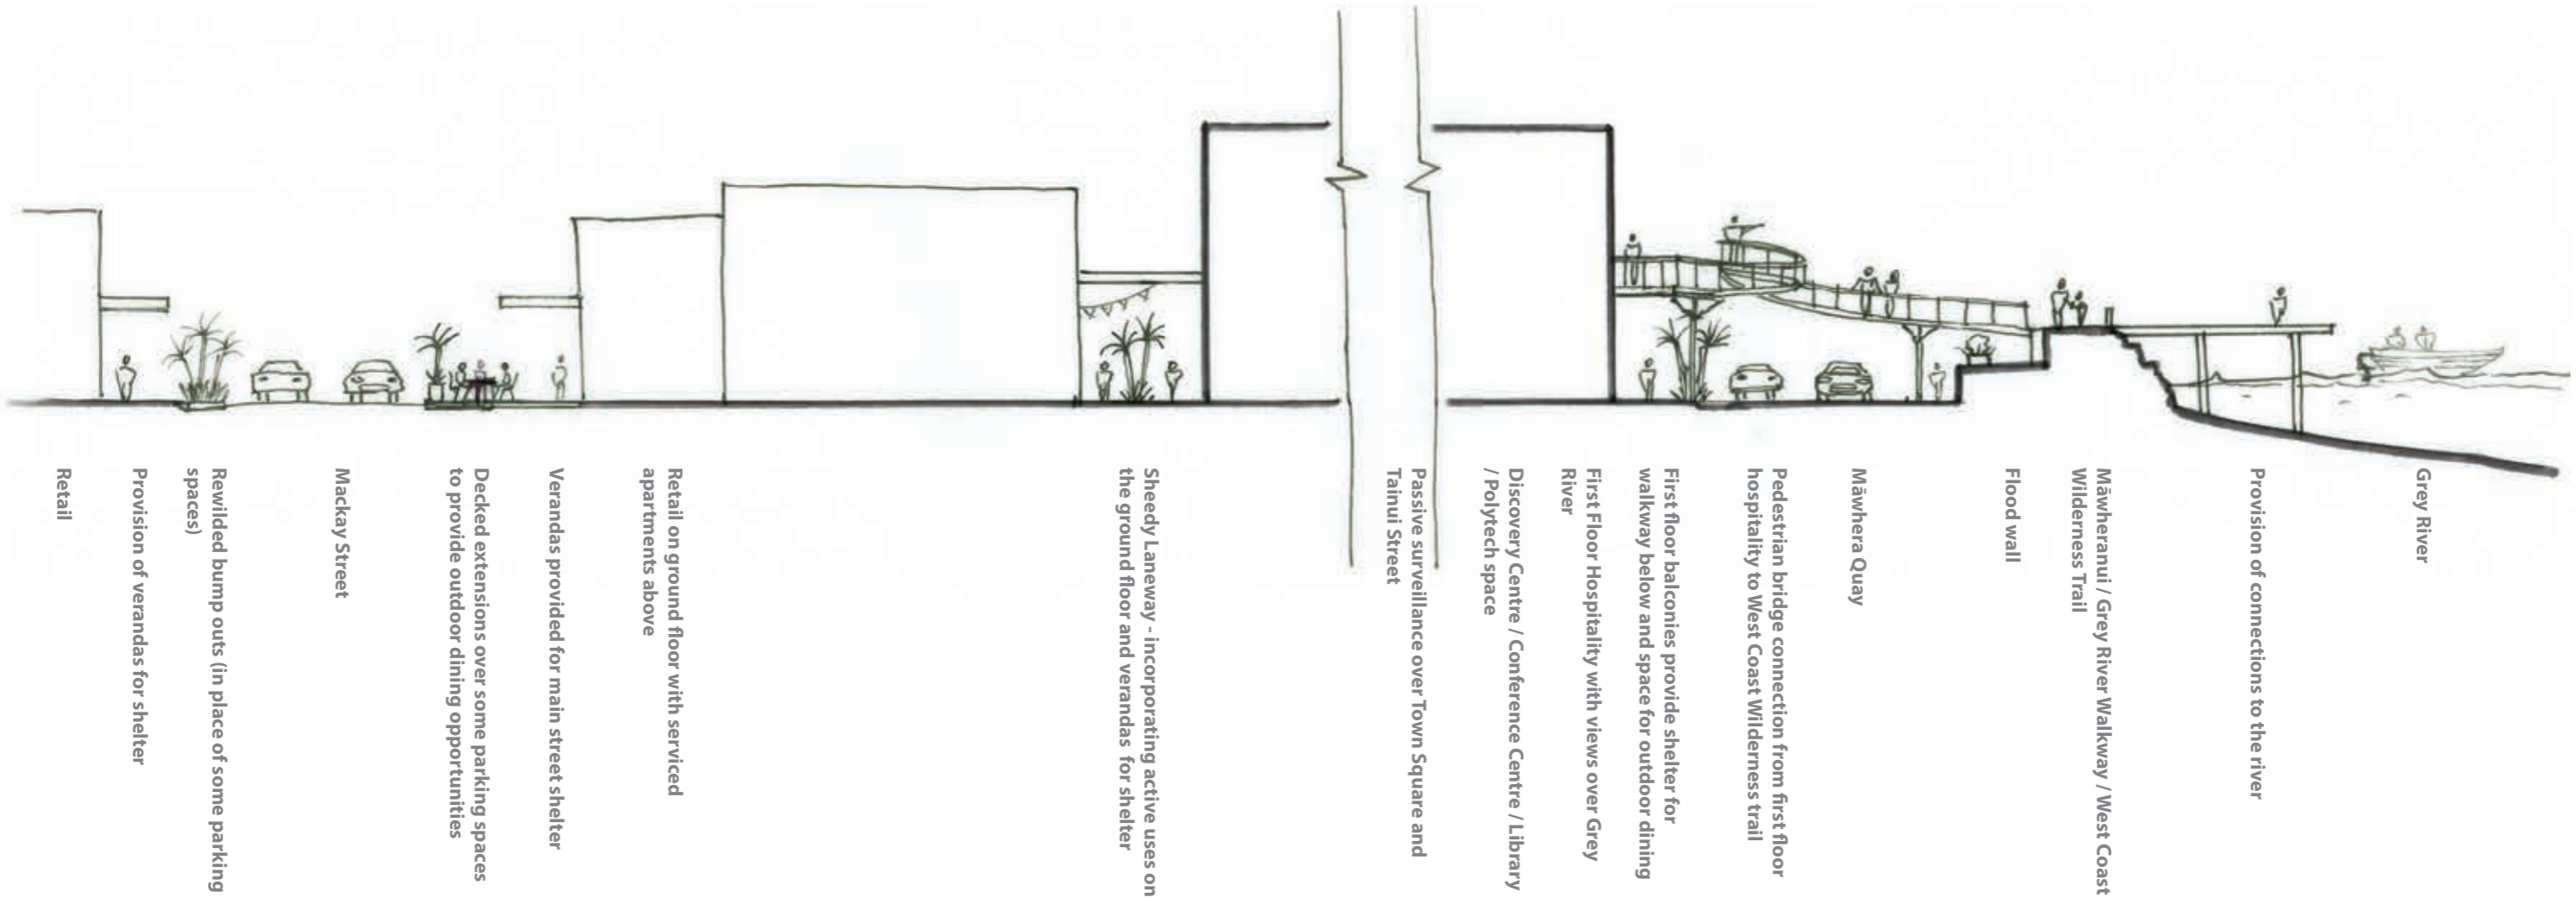 Retail
Provision of verandas for shelter
Rewilded bump outs (in place of some parking
spaces)
Mackay Street
Decked extensions over some parking spaces
to provide outdoor dining opportunities
Verandas provided for main street shelter
Retail on ground floor with serviced
apartments above
Sheedy Laneway - incorporating active uses on
the ground floor and verandas for shelter
Passive surveillance over Town Square and
Tainui Street
Discovery Centre / Conference Centre / Library
/ Polytech space
First Floor Hospitality with views over Grey
River
First floor balconies provide shelter for
walkway below and space for outdoor dining
Pedestrian bridge connection from first floor
hospitality to West Coast Wilderness trail
Māwhera Quay
Flood wall
Māwheranui / Grey River Walkway / West Coast
Wilderness Trail
Provision of connections to the river
Grey River